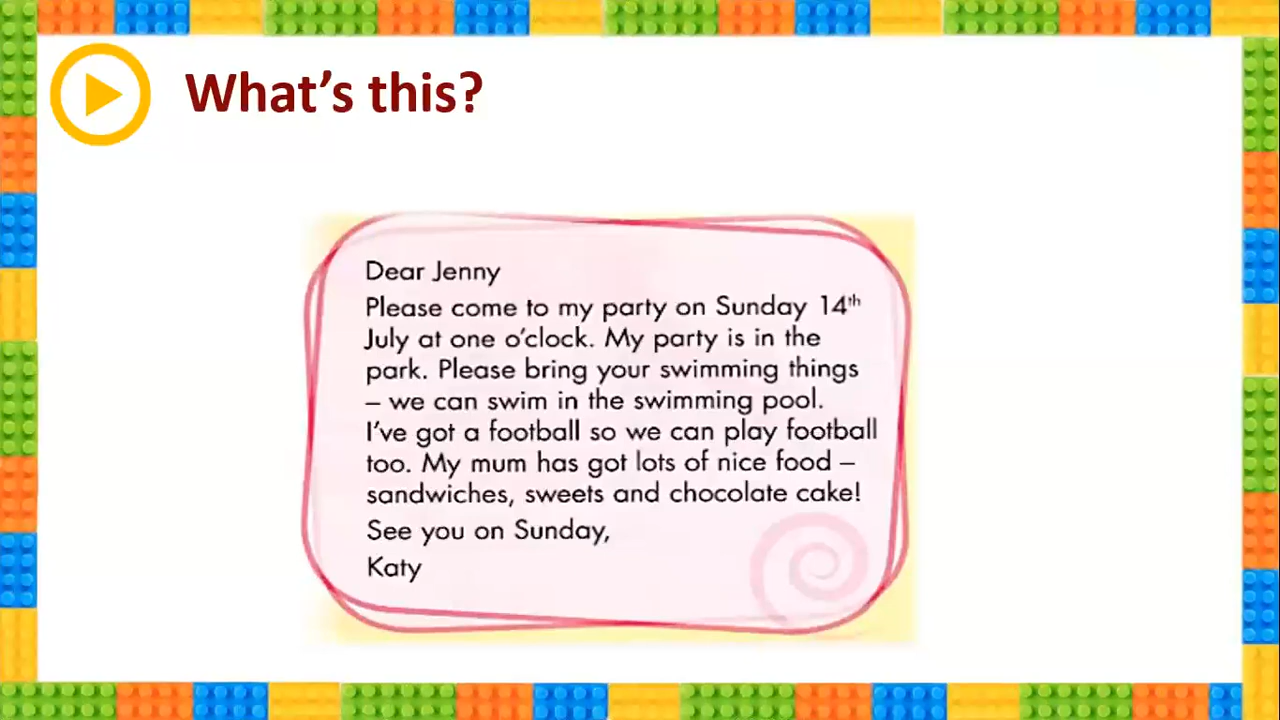 What's this?
Dear Jenny
Please come to my party on Sunday 14th
July at one o'clock. My party is in the
park. Please bring your swimming things
– we can swim in the swimming pool.
I've got a football so we can play football
too. My mum has got lots of nice food –
sandwiches, sweets and chocolate cake!
See you on Sunday,
Katy